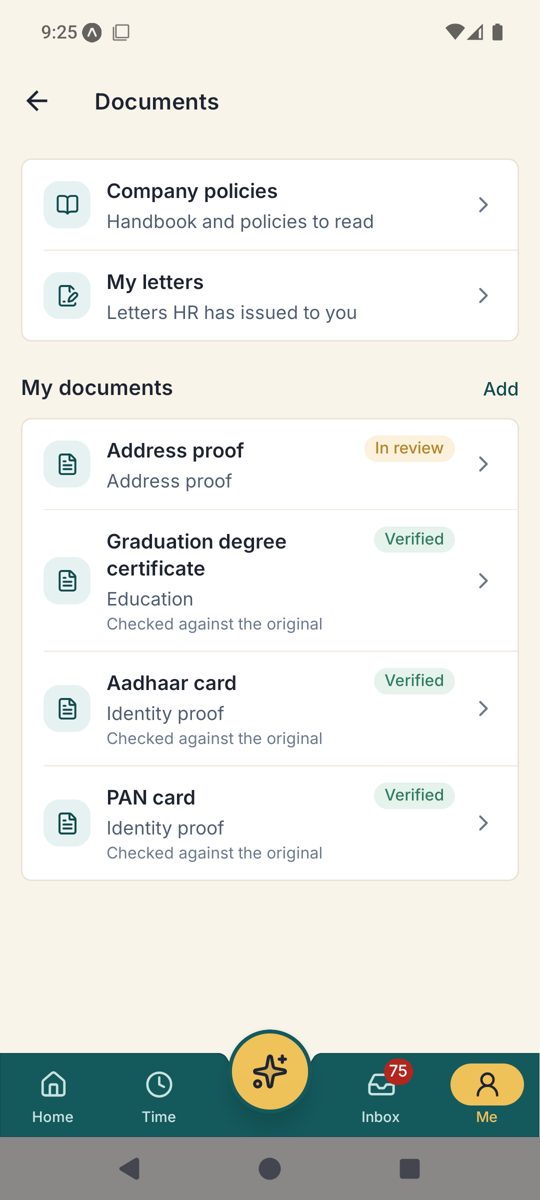 9:25
Documents
Company policies
Handbook and policies to read
My letters
Letters HR has issued to you
My documents
Add
Address proof
In review
Address proof
Graduation degree
certificate
Verified
Education
Checked against the original
Aadhaar card
Verified
Identity proof
Checked against the original
PAN card
Verified
Identity proof
Checked against the original
75
Home
Time
Inbox
Me